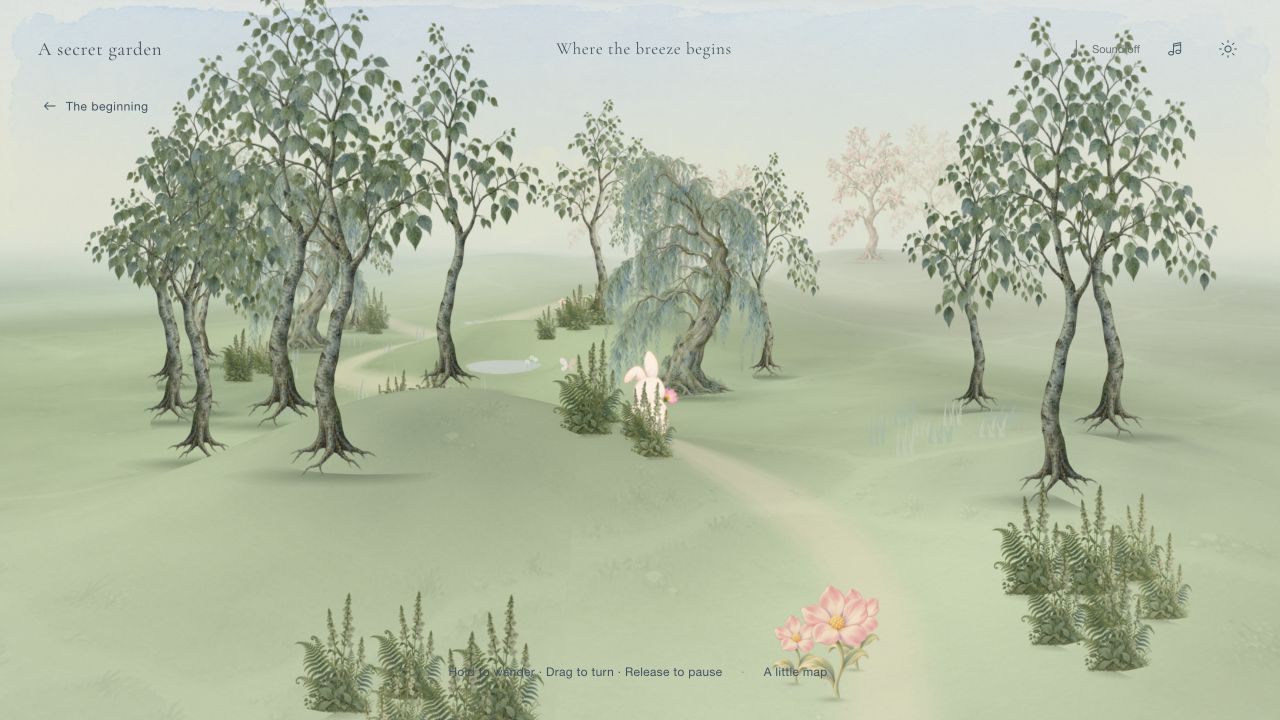 A secret garden
Where the breeze begins
Sound off
The beginning
Hold to wander · Drag to turn · Release to pause · A little map